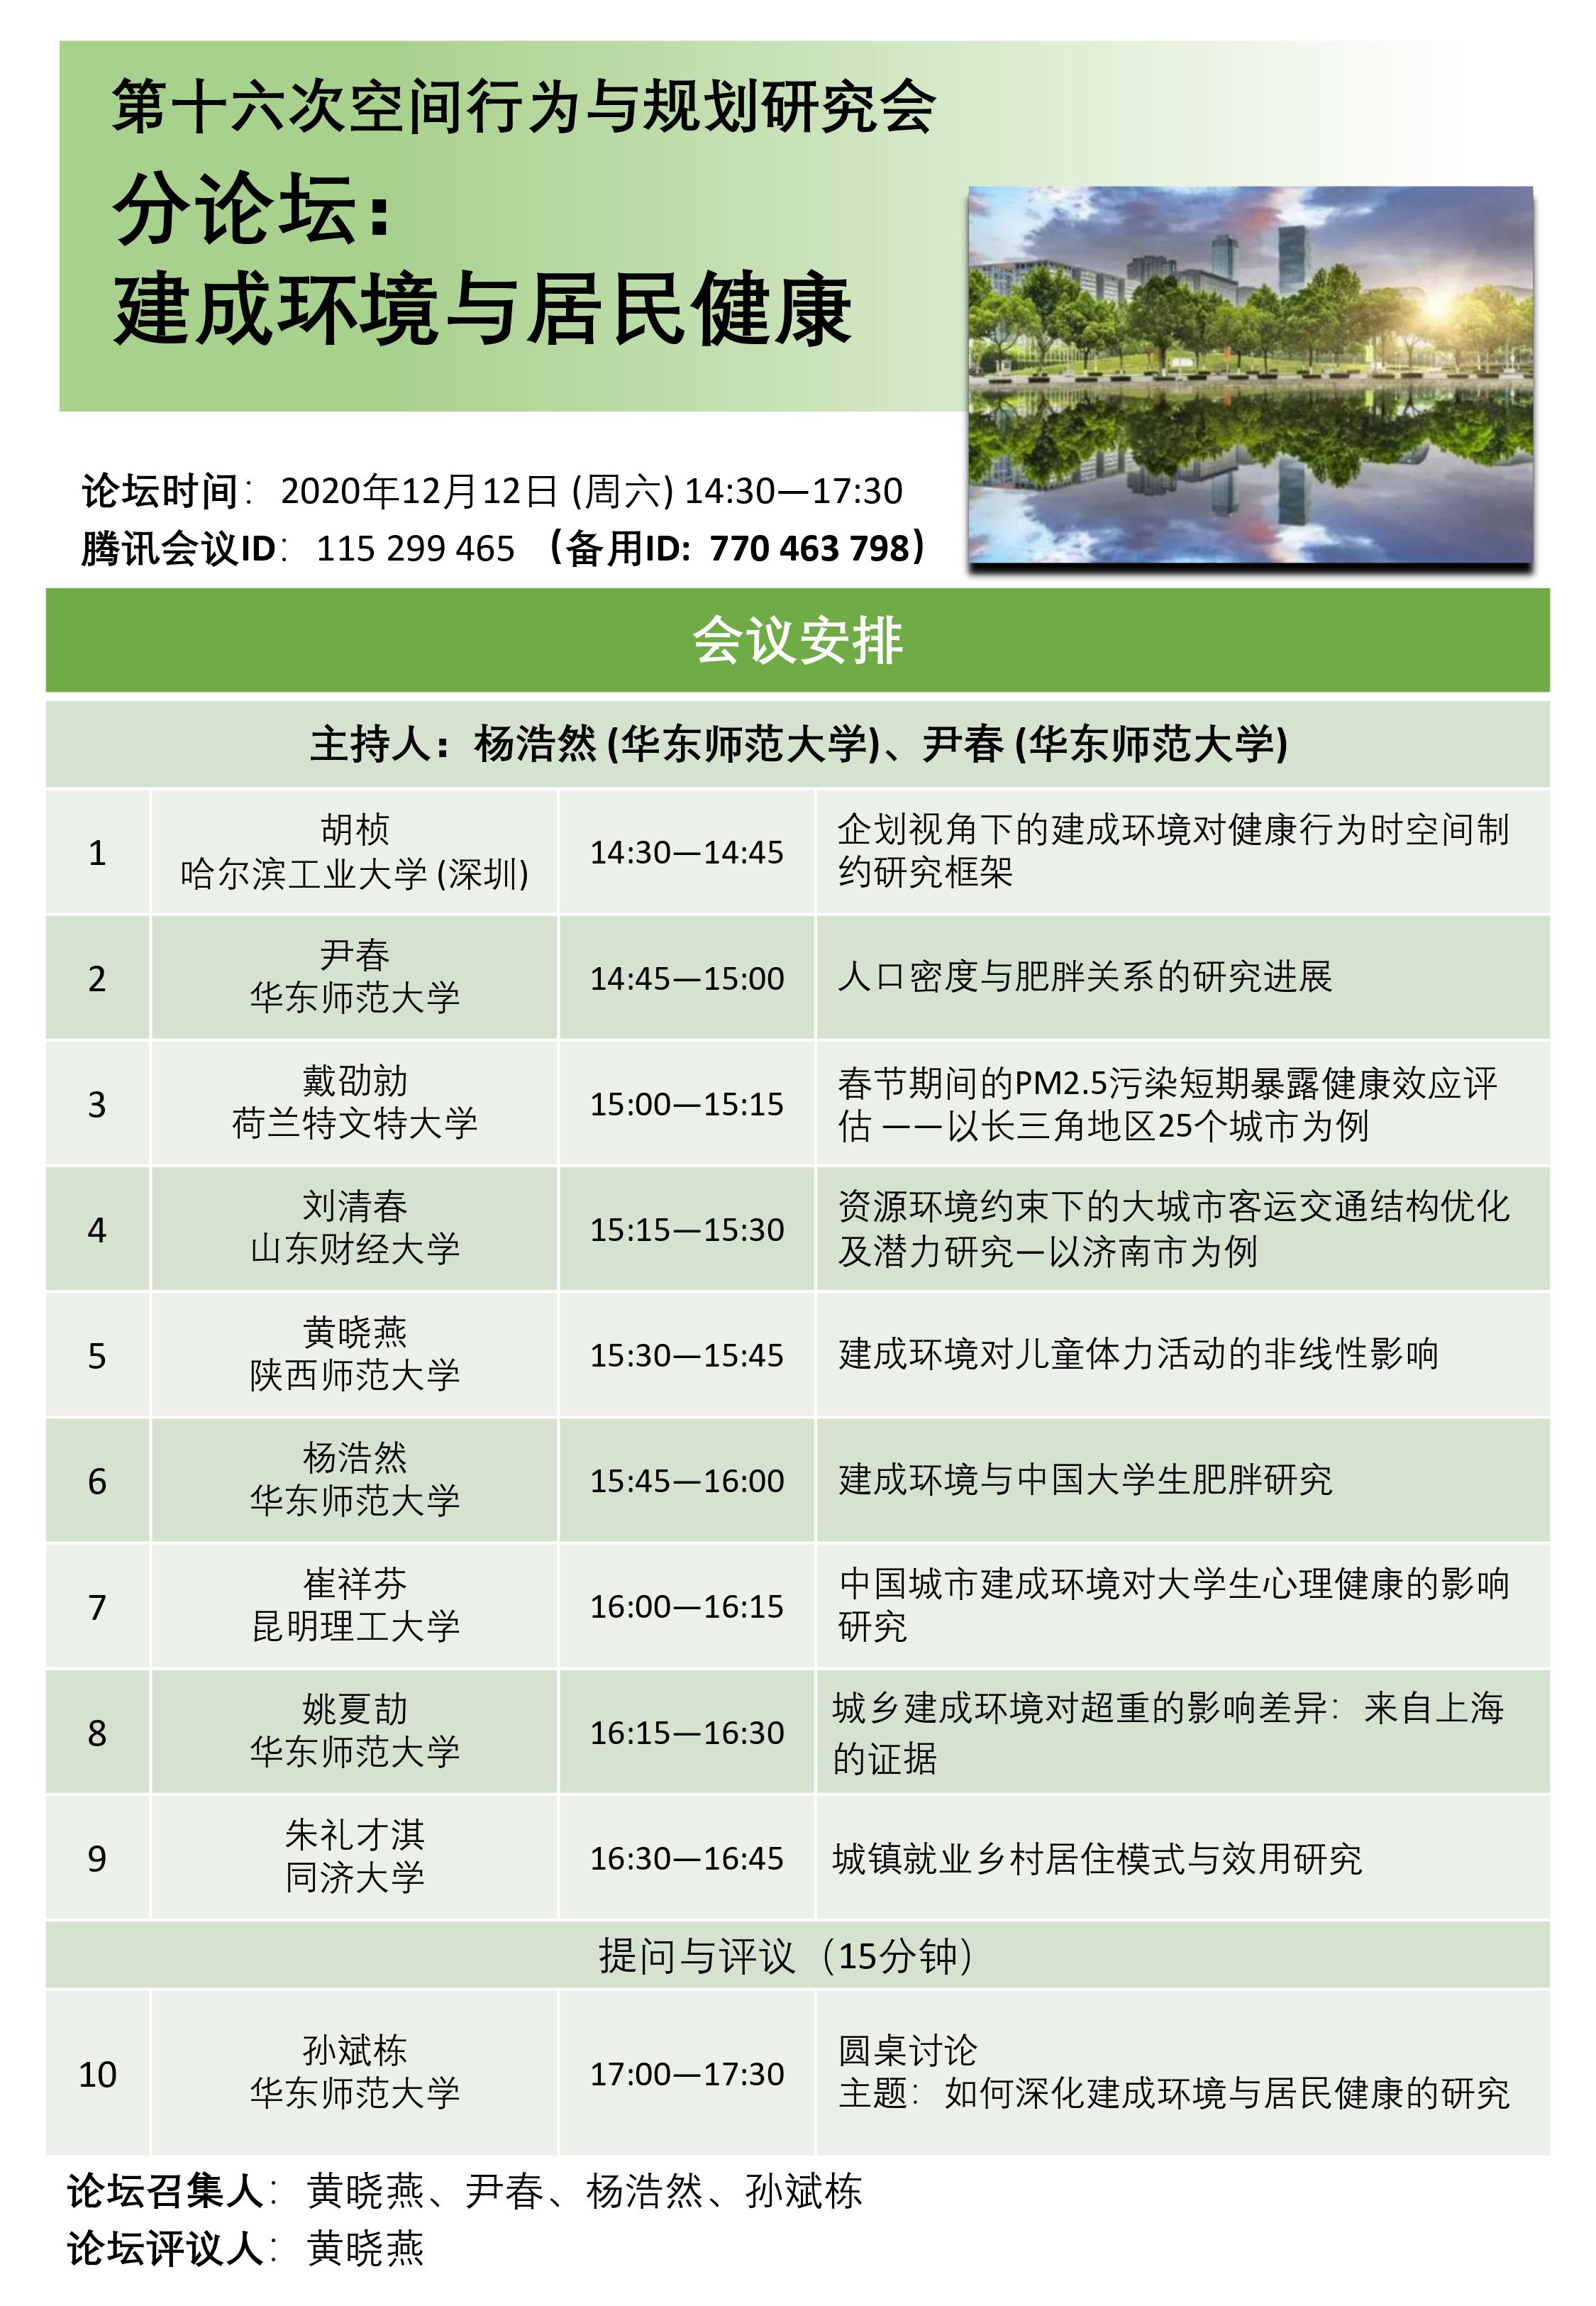 第十六次空间行为与规划研究会
分论坛:
建成环境与居民健康
论坛时间：2020年12月12日 (周六) 14:30—17:30
腾讯会议ID：115 299 465 （备用ID: 770 463 798）
会议安排
主持人：杨浩然 (华东师范大学)、尹春 (华东师范大学)
1
胡桢
哈尔滨工业大学 (深圳)
14:30—14:45
企划视角下的建成环境对健康行为时空间制
约研究框架
2
尹春
华东师范大学
14:45—15:00
人口密度与肥胖关系的研究进展
3
戴劭勍
荷兰特文特大学
15:00—15:15
春节期间的PM2.5污染短期暴露健康效应评
估 ——以长三角地区25个城市为例
4
刘清春
山东财经大学
15:15—15:30
资源环境约束下的大城市客运交通结构优化
及潜力研究—以济南市为例
5
黄晓燕
陕西师范大学
15:30—15:45
建成环境对儿童体力活动的非线性影响
6
杨浩然
华东师范大学
15:45—16:00
建成环境与中国大学生肥胖研究
7
崔祥芬
昆明理工大学
16:00—16:15
中国城市建成环境对大学生心理健康的影响
研究
8
姚夏劼
华东师范大学
16:15—16:30
城乡建成环境对超重的影响差异：来自上海
的证据
9
朱礼才淇
同济大学
16:30—16:45
城镇就业乡村居住模式与效用研究
提问与评议（15分钟）
10
孙斌栋
华东师范大学
17:00—17:30
圆桌讨论
主题：如何深化建成环境与居民健康的研究
论坛召集人：黄晓燕、尹春、杨浩然、孙斌栋
论坛评议人：黄晓燕